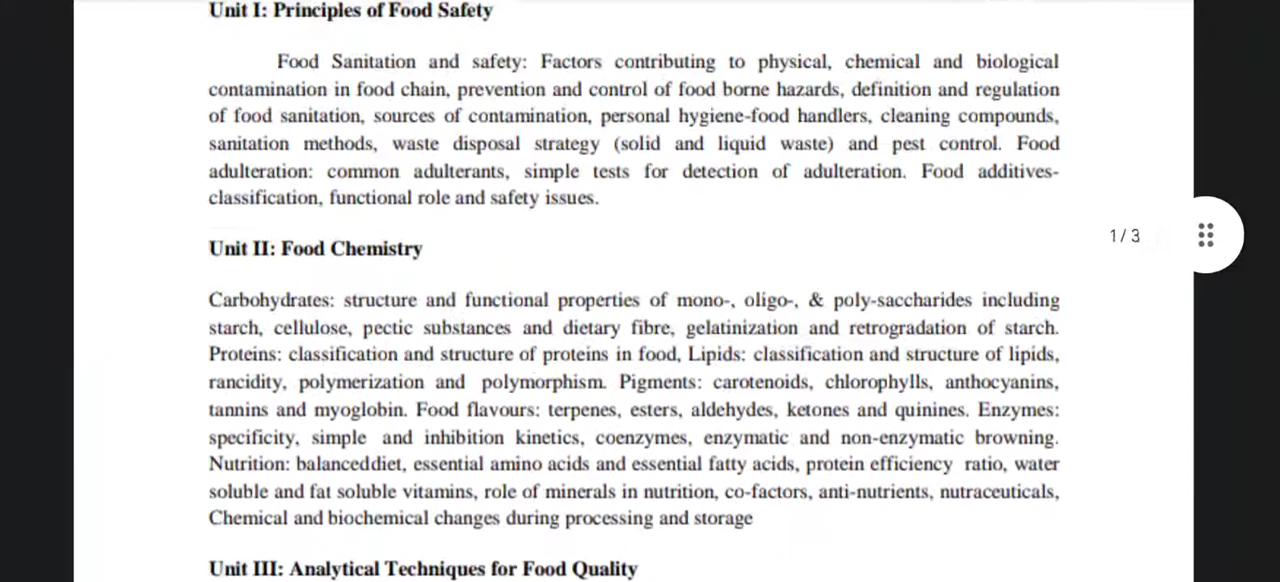 Unit I: Principles of Food Safety
Food Sanitation and safety: Factors contributing to physical, chemical and biological
contamination in food chain, prevention and control of food borne hazards, definition and regulation
of food sanitation, sources of contamination, personal hygiene-food handlers, cleaning compounds,
sanitation methods, waste disposal strategy (solid and liquid waste) and pest control. Food
adulteration: common adulterants, simple tests for detection of adulteration. Food additives-
classification, functional role and safety issues.
Unit II: Food Chemistry
1 / 3
Carbohydrates: structure and functional properties of mono-, oligo-, & poly-saccharides including
starch, cellulose, pectic substances and dietary fibre, gelatinization and retrogradation of starch.
Proteins: classification and structure of proteins in food, Lipids: classification and structure of lipids,
rancidity, polymerization and polymorphism. Pigments: carotenoids, chlorophylls, anthocyanins,
tannins and myoglobin. Food flavours: terpenes, esters, aldehydes, ketones and quinines. Enzymes:
specificity, simple and inhibition kinetics, coenzymes, enzymatic and non-enzymatic browning.
Nutrition: balanceddiet, essential amino acids and essential fatty acids, protein efficiency ratio, water
soluble and fat soluble vitamins, role of minerals in nutrition, co-factors, anti-nutrients, nutraceuticals,
Chemical and biochemical changes during processing and storage
Unit III: Analytical Techniques for Food Quality